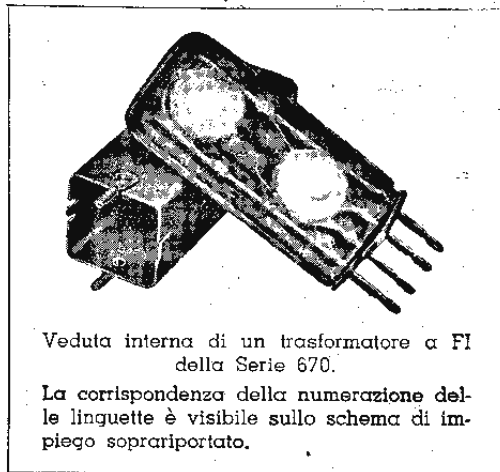 Veduta interna di un trasformatore a FI
della Serie 670.
La corrispondenza della numerazione del-
le linguette è visibile sullo schema di im-
piego soprariportato.